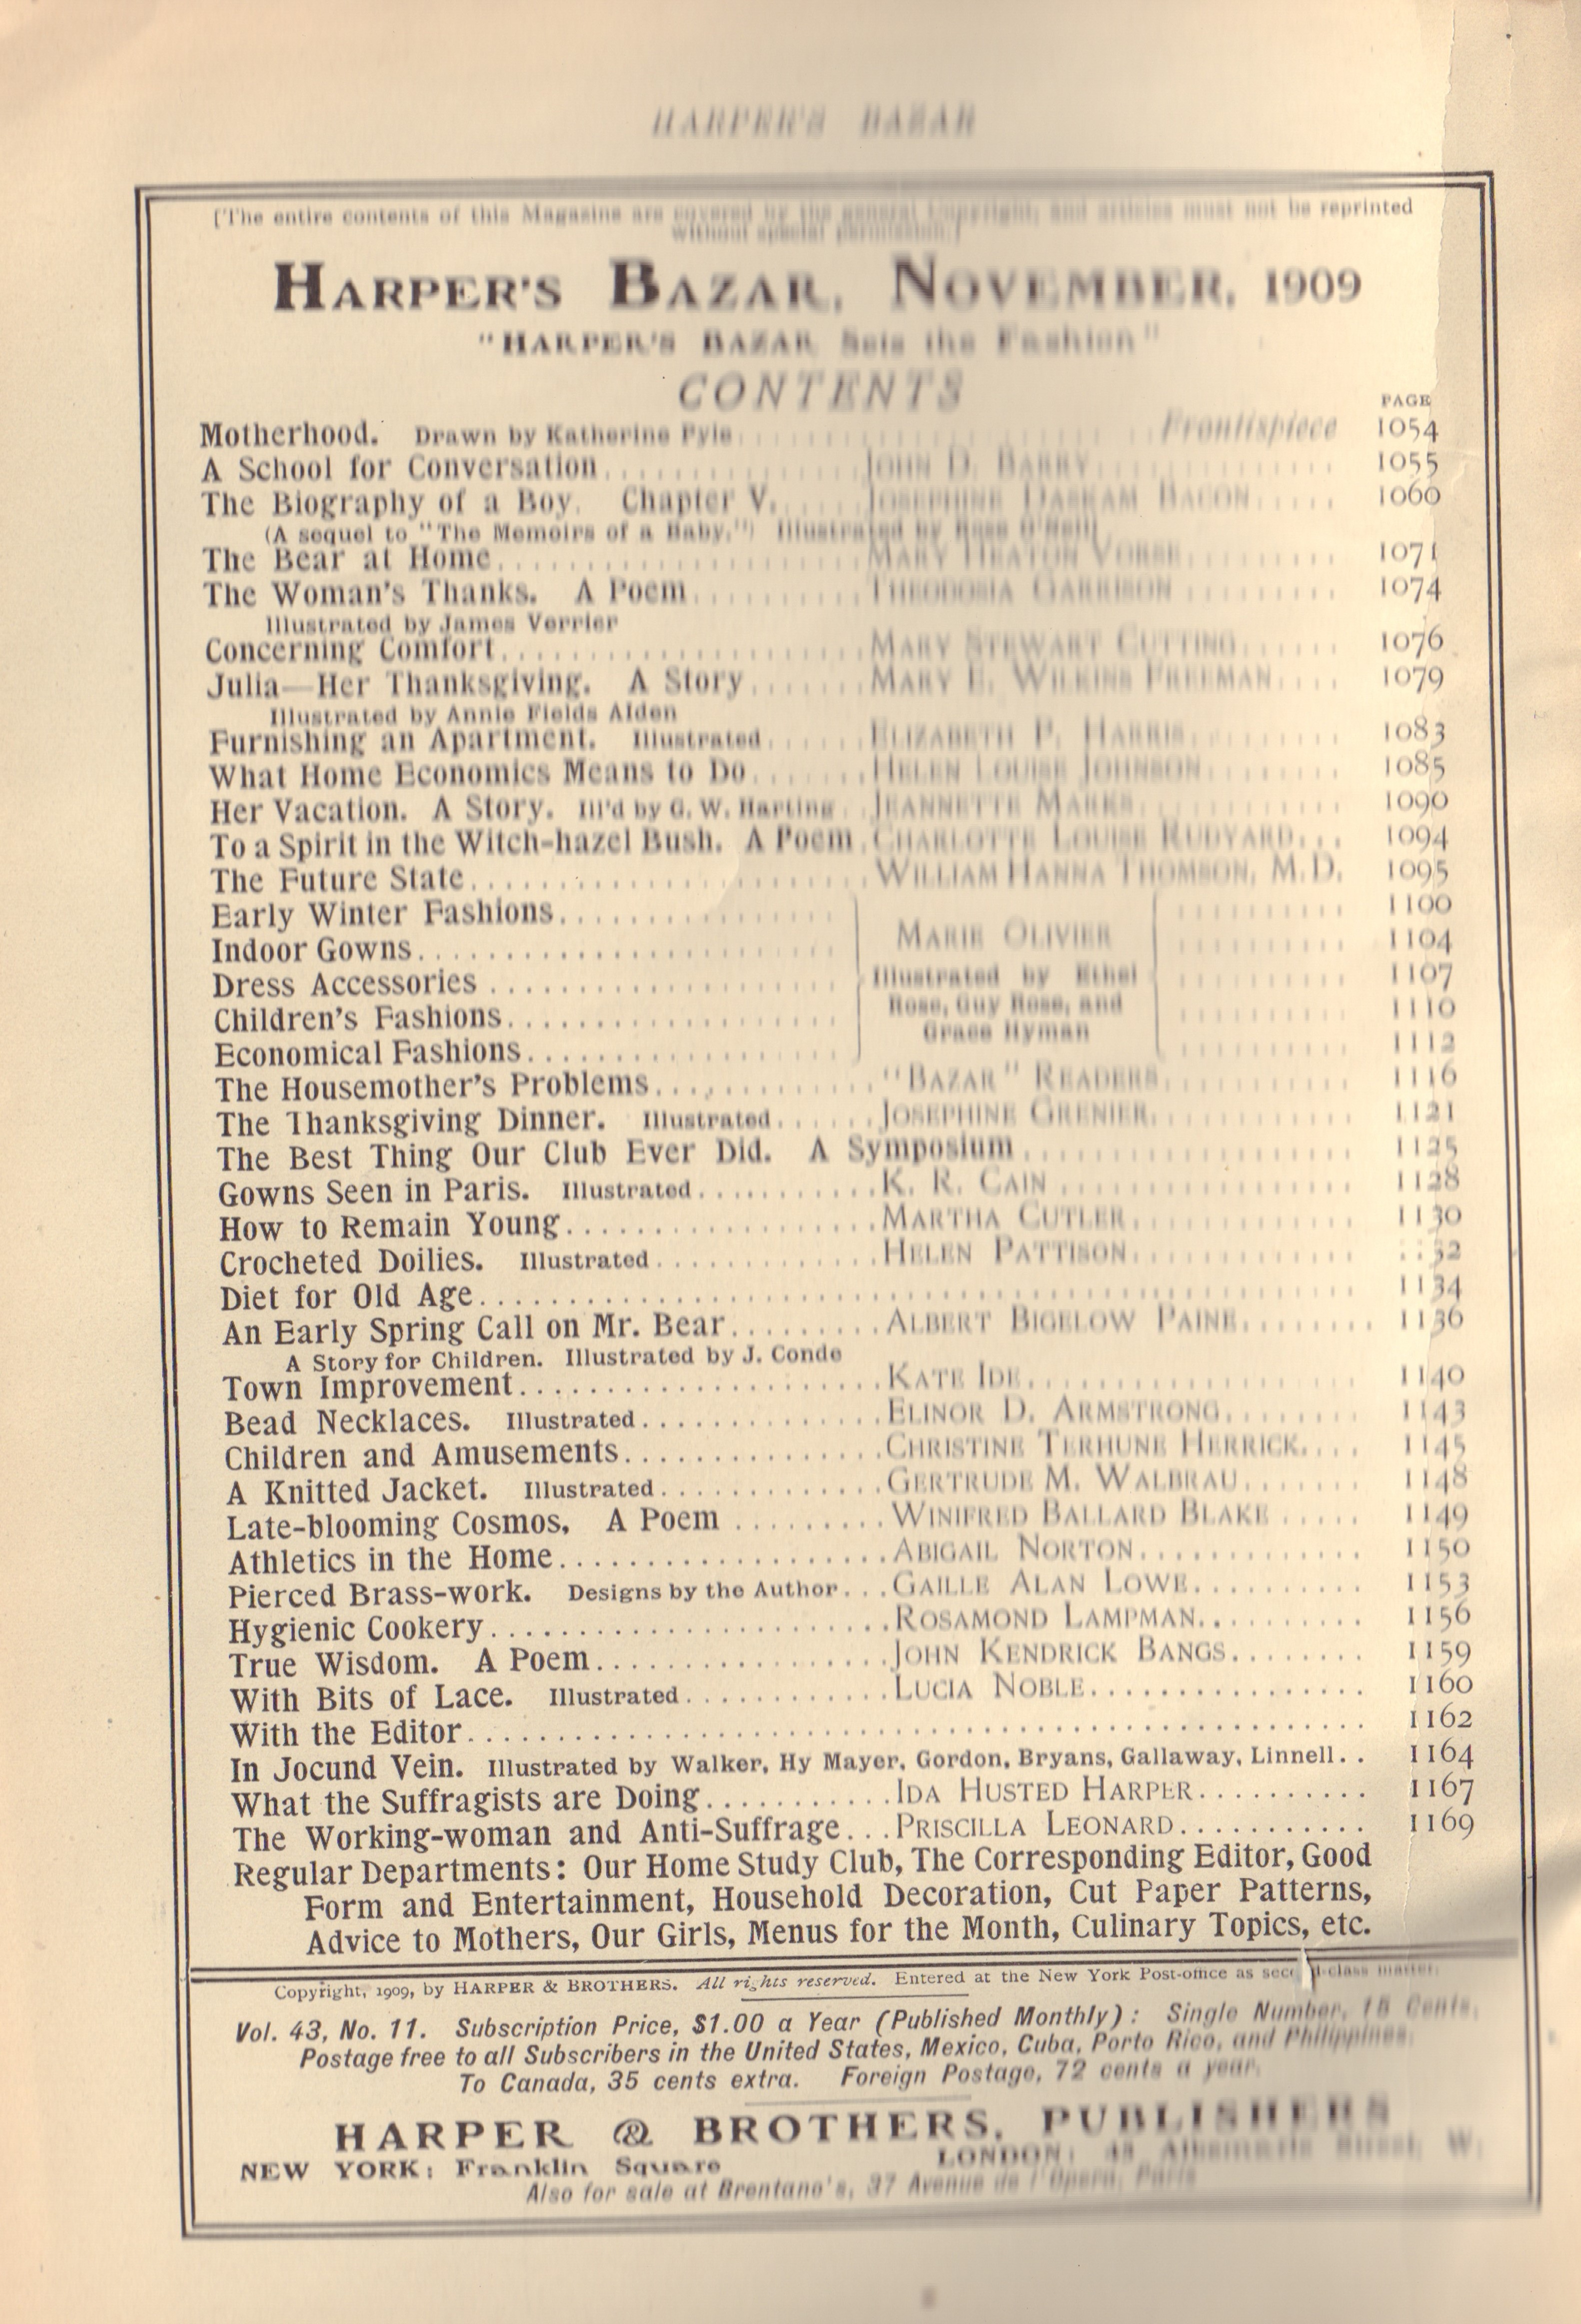 HARPER'S BAZAR
[The entire contents of this Magazine are covered by the general Copyright, and articles must not be reprinted
without special permission.]
HARPER'S BAZAR, NOVEMBER, 1909
"HARPER'S BAZAR Sets the Fashion"
CONTENTS
PAGE
Motherhood. Drawn by Katherine Pyle. Frontispiece 1054
A School for Conversation JOHN D. BARRY 1055
The Biography of a Boy. Chapter V. JOSEPHINE DASKAM BACON 1060
(A sequel to "The Memoirs of a Baby.") Illustrated by Rose O'Neill
The Bear at Home MARY HEATON VORSE 1071
The Woman's Thanks. A Poem THEODOSIA GARRISON 1074
Illustrated by James Verrier
Concerning Comfort MARY STEWART CUTTING 1076
Julia—Her Thanksgiving. A Story MARY E. WILKINS FREEMAN 1079
Illustrated by Annie Fields Alden
Furnishing an Apartment. Illustrated ELIZABETH P. HARRIS 1083
What Home Economics Means to Do HELEN LOUISE JOHNSON 1085
Her Vacation. A Story. Ill'd by G. W. Harting JEANNETTE MARKS 1090
To a Spirit in the Witch-hazel Bush. A Poem CHARLOTTE LOUISE RUDYARD 1094
The Future State WILLIAM HANNA THOMSON, M.D. 1095
Early Winter Fashions 1100
Indoor Gowns MARIE OLIVIER 1104
Dress Accessories Illustrated by Ethel 1107
Children's Fashions Rose, Guy Rose, and 1110
Economical Fashions Grace Hyman 1112
The Housemother's Problems "BAZAR" READERS 1116
The Thanksgiving Dinner. Illustrated JOSEPHINE GRENIER 1121
The Best Thing Our Club Ever Did. A Symposium 1125
Gowns Seen in Paris. Illustrated K. R. CAIN 1128
How to Remain Young MARTHA CUTLER 1130
Crocheted Doilies. Illustrated HELEN PATTISON 32
Diet for Old Age 1134
An Early Spring Call on Mr. Bear ALBERT BIGELOW PAINE 1136
A Story for Children. Illustrated by J. Conde
Town Improvement KATE IDE 1140
Bead Necklaces. Illustrated ELINOR D. ARMSTRONG 1143
Children and Amusements CHRISTINE TERHUNE HERRICK 1145
A Knitted Jacket. Illustrated GERTRUDE M. WALBRAU 1148
Late-blooming Cosmos. A Poem WINIFRED BALLARD BLAKE 1149
Athletics in the Home ABIGAIL NORTON 1150
Pierced Brass-work. Designs by the Author GAILLE ALAN LOWE 1153
Hygienic Cookery ROSAMOND LAMPMAN 1156
True Wisdom. A Poem JOHN KENDRICK BANGS 1159
With Bits of Lace. Illustrated LUCIA NOBLE 1160
With the Editor 1162
In Jocund Vein. Illustrated by Walker, Hy Mayer, Gordon, Bryans, Gallaway, Linnell 1164
What the Suffragists are Doing IDA HUSTED HARPER 1167
The Working-woman and Anti-Suffrage PRISCILLA LEONARD 1169
Regular Departments: Our Home Study Club, The Corresponding Editor, Good
Form and Entertainment, Household Decoration, Cut Paper Patterns,
Advice to Mothers, Our Girls, Menus for the Month, Culinary Topics, etc.
Copyright, 1909, by HARPER & BROTHERS. All rights reserved. Entered at the New York Post-office as second-class matter.
Vol. 43, No. 11. Subscription Price, $1.00 a Year (Published Monthly): Single Number, 15 Cents,
Postage free to all Subscribers in the United States, Mexico, Cuba, Porto Rico, and Philippines.
To Canada, 35 cents extra. Foreign Postage, 72 cents a year.
HARPER & BROTHERS, PUBLISHERS
NEW YORK: Franklin Square LONDON: Albemarle Street, W.
Also for sale at Brentano's, 37 Avenue de l'Opera, Paris